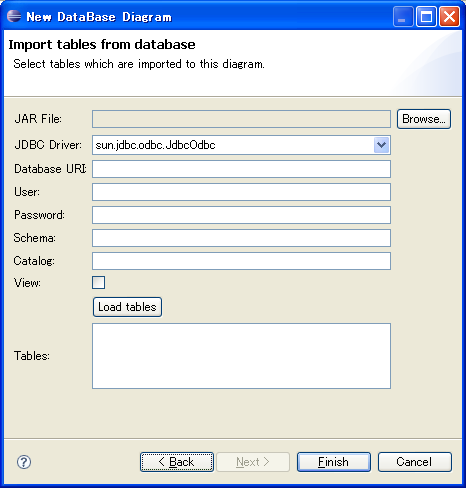 New DataBase Diagram
Import tables from database
Select tables which are imported to this diagram.
JAR File:
Browse...
JDBC Driver: sun.jdbc.odbc.JdbcOdbc
Database URI:
User:
Password:
Schema:
Catalog:
View:
Load tables
Tables:
? < Back Next > Finish Cancel